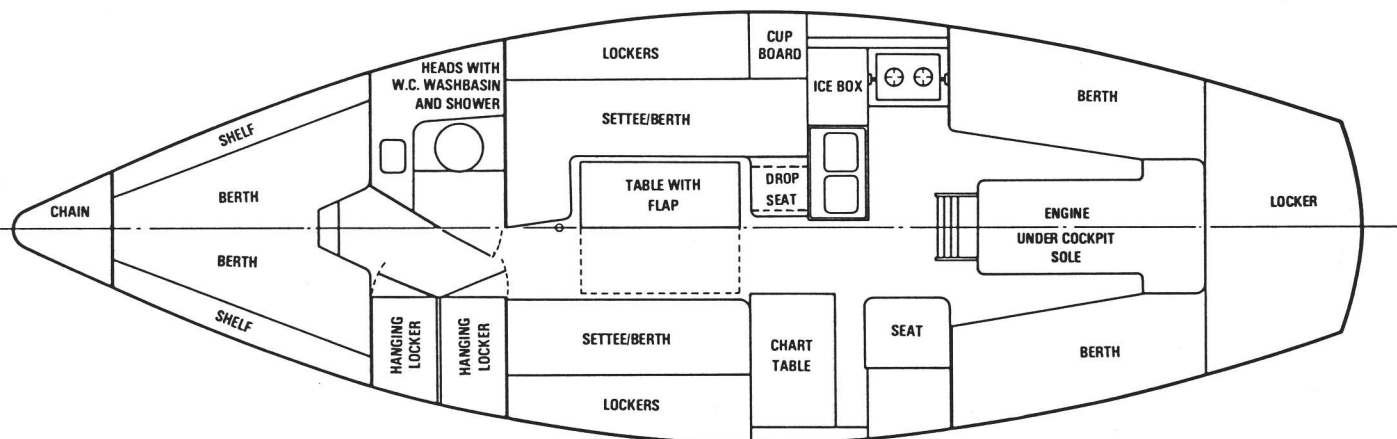 CHAIN
SHELF
BERTH
BERTH
SHELF
HEADS WITH
W.C. WASHBASIN
AND SHOWER
HANGING
LOCKER
HANGING
LOCKER
LOCKERS
SETTEE/BERTH
TABLE WITH
FLAP
SETTEE/BERTH
LOCKERS
CUP
BOARD
ICE BOX
DROP
SEAT
CHART
TABLE
SEAT
BERTH
ENGINE
UNDER COCKPIT
SOLE
BERTH
LOCKER